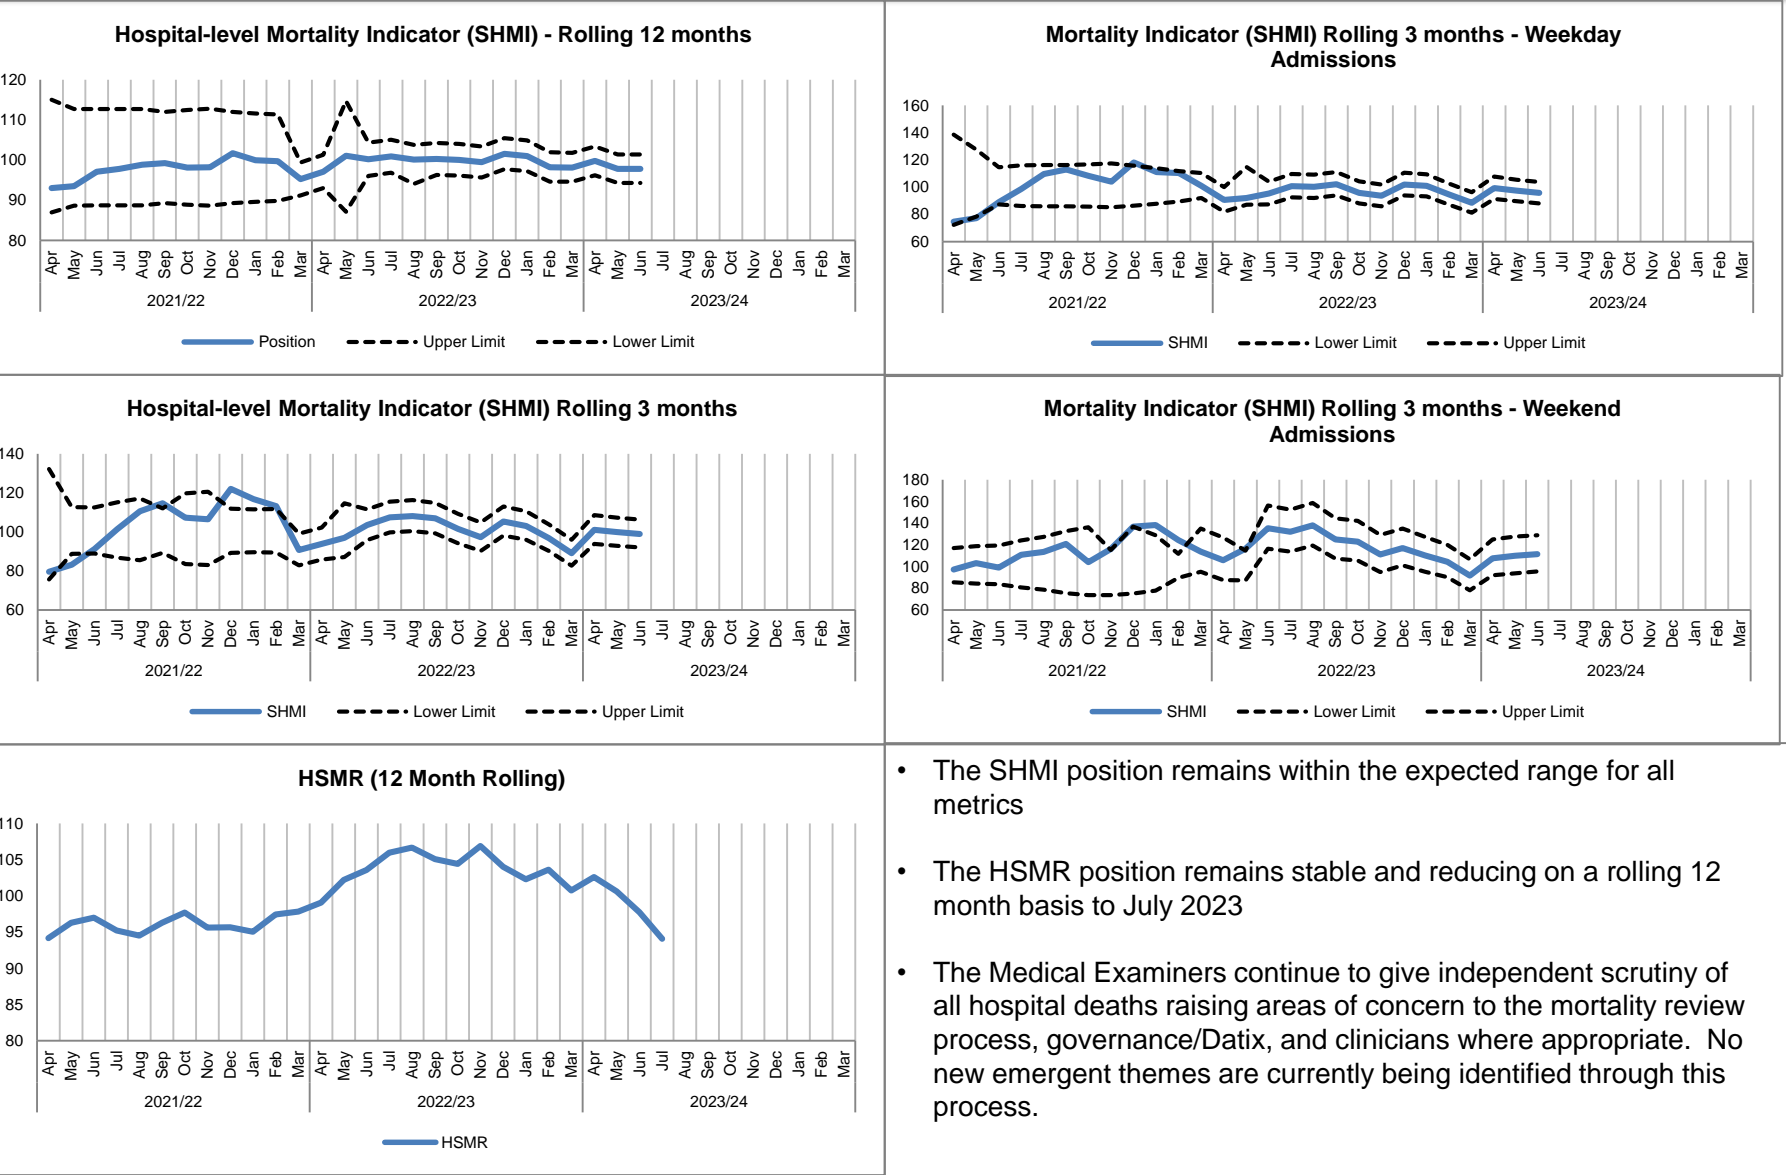 Hospital-level Mortality Indicator (SHMI) - Rolling 12 months
120
110
100
90
80
Apr May Jun Jul Aug Sep Oct Nov Dec Jan Feb Mar Apr May Jun Jul Aug Sep Oct Nov Dec Jan Feb Mar Apr May Jun Jul Aug Sep Oct Nov Dec Jan Feb Mar
2021/22 2022/23 2023/24
Position Upper Limit Lower Limit
Mortality Indicator (SHMI) Rolling 3 months - Weekday
Admissions
160
140
120
100
80
60
Apr May Jun Jul Aug Sep Oct Nov Dec Jan Feb Mar Apr May Jun Jul Aug Sep Oct Nov Dec Jan Feb Mar Apr May Jun Jul Aug Sep Oct Nov Dec Jan Feb Mar
2021/22 2022/23 2023/24
SHMI Lower Limit Upper Limit
Hospital-level Mortality Indicator (SHMI) Rolling 3 months
140
120
100
80
60
Apr May Jun Jul Aug Sep Oct Nov Dec Jan Feb Mar Apr May Jun Jul Aug Sep Oct Nov Dec Jan Feb Mar Apr May Jun Jul Aug Sep Oct Nov Dec Jan Feb Mar
2021/22 2022/23 2023/24
SHMI Lower Limit Upper Limit
Mortality Indicator (SHMI) Rolling 3 months - Weekend
Admissions
180
160
140
120
100
80
60
Apr May Jun Jul Aug Sep Oct Nov Dec Jan Feb Mar Apr May Jun Jul Aug Sep Oct Nov Dec Jan Feb Mar Apr May Jun Jul Aug Sep Oct Nov Dec Jan Feb Mar
2021/22 2022/23 2023/24
SHMI Lower Limit Upper Limit
HSMR (12 Month Rolling)
110
105
100
95
90
85
80
Apr May Jun Jul Aug Sep Oct Nov Dec Jan Feb Mar Apr May Jun Jul Aug Sep Oct Nov Dec Jan Feb Mar Apr May Jun Jul Aug Sep Oct Nov Dec Jan Feb Mar
2021/22 2022/23 2023/24
HSMR
• The SHMI position remains within the expected range for all
metrics
• The HSMR position remains stable and reducing on a rolling 12
month basis to July 2023
• The Medical Examiners continue to give independent scrutiny of
all hospital deaths raising areas of concern to the mortality review
process, governance/Datix, and clinicians where appropriate. No
new emergent themes are currently being identified through this
process.